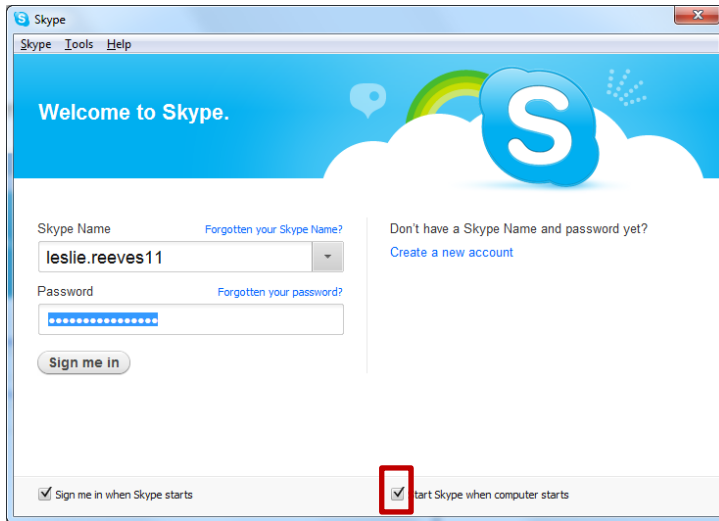 Skype
Skype Tools Help
Welcome to Skype.
S
Skype Name Forgotten your Skype Name?
leslie.reeves11
Password Forgotten your password?
••••••••••••••••
Sign me in
Don't have a Skype Name and password yet?
Create a new account
Sign me in when Skype starts
Start Skype when computer starts